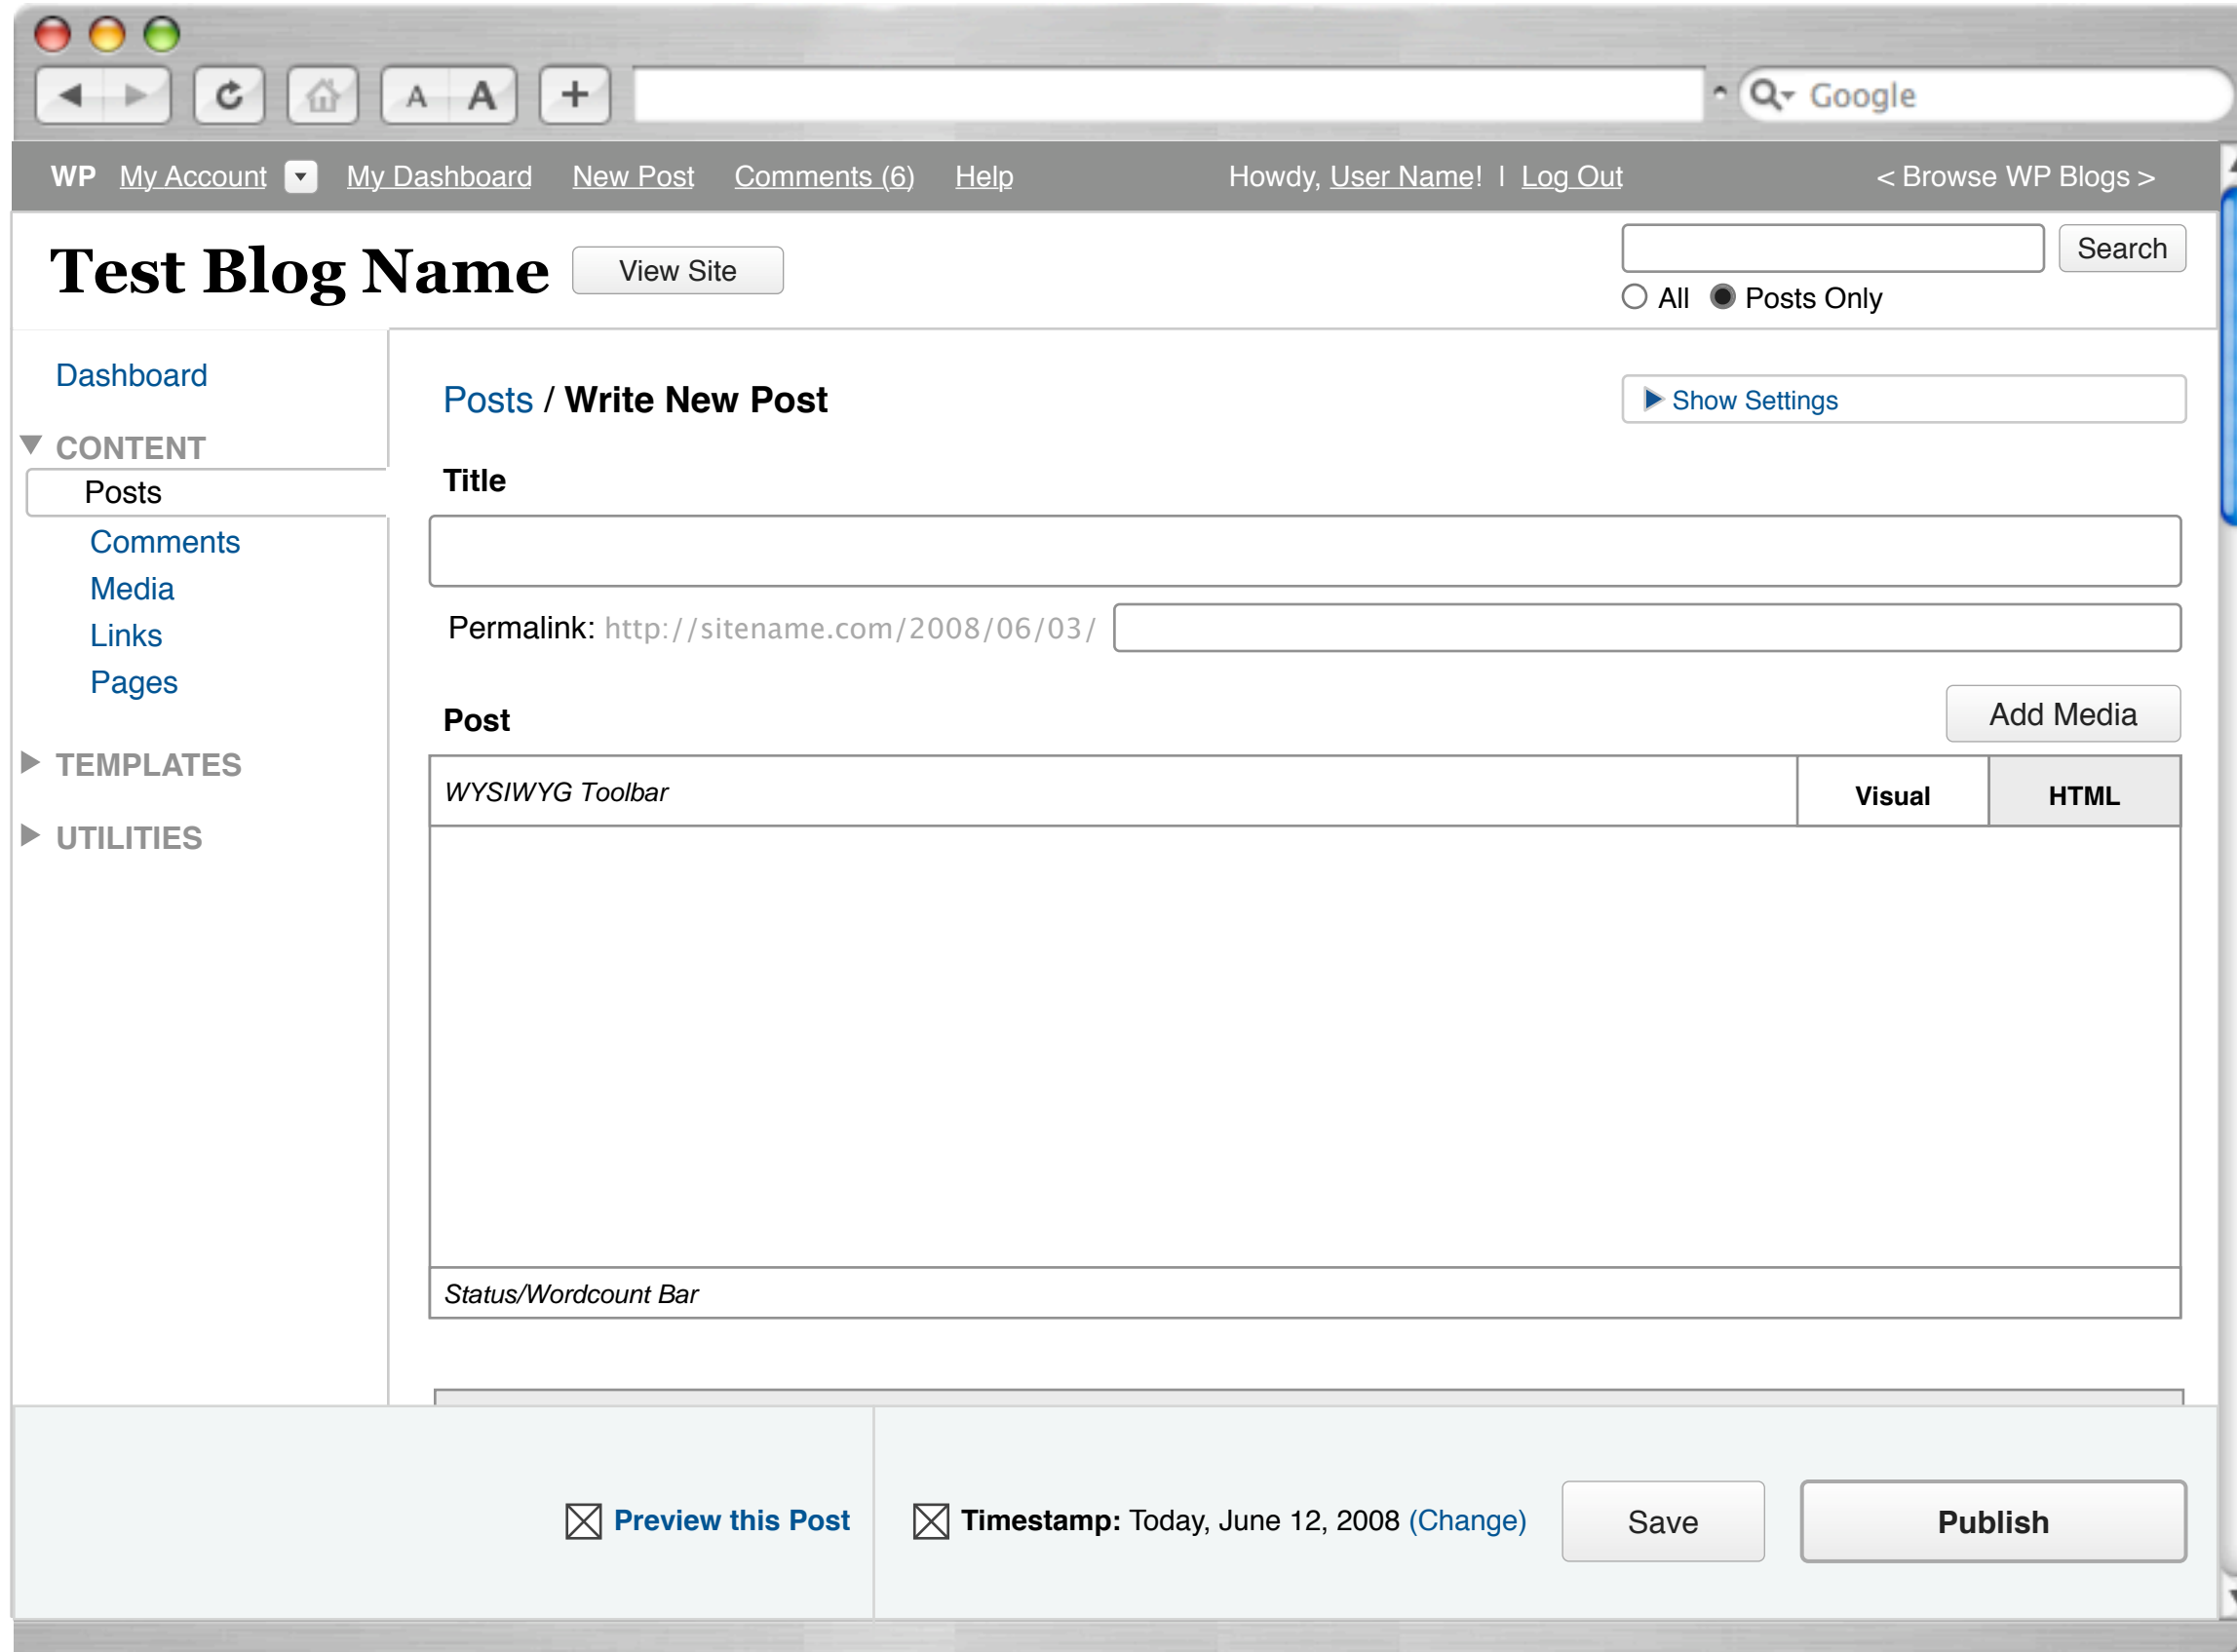 A A + Google
WP My Account My Dashboard New Post Comments (6) Help Howdy, User Name! | Log Out < Browse WP Blogs >
Test Blog Name View Site Search
All Posts Only
Dashboard
Posts / Write New Post Show Settings
CONTENT
Posts
Title
Comments
Media
Links
Permalink: http://sitename.com/2008/06/03/
Pages
Post Add Media
TEMPLATES
WYSIWYG Toolbar Visual HTML
UTILITIES
Status/Wordcount Bar
Preview this Post Timestamp: Today, June 12, 2008 (Change) Save Publish